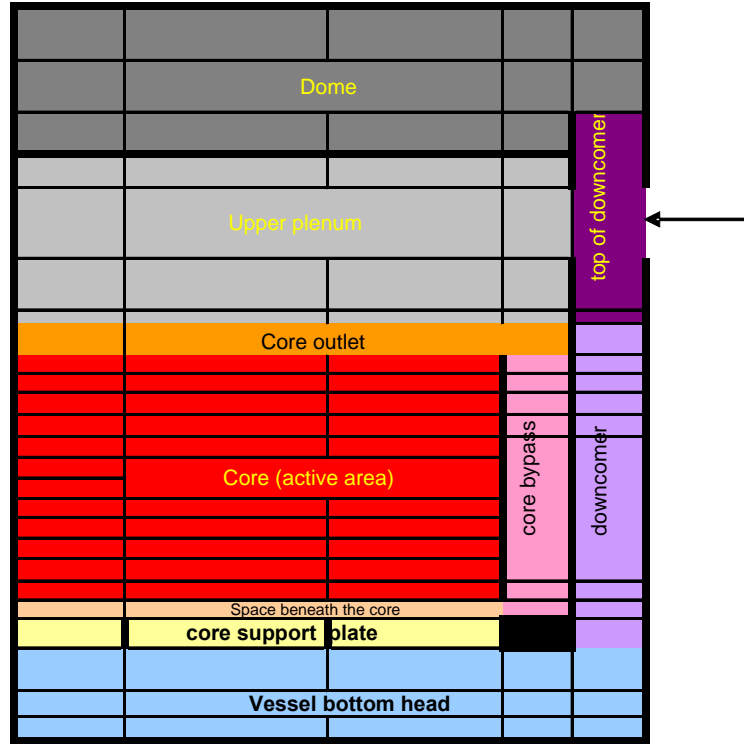 Dome
top of downcomer
Upper plenum
Core outlet
core bypass
downcomer
Core (active area)
Space beneath the core
core support plate
Vessel bottom head